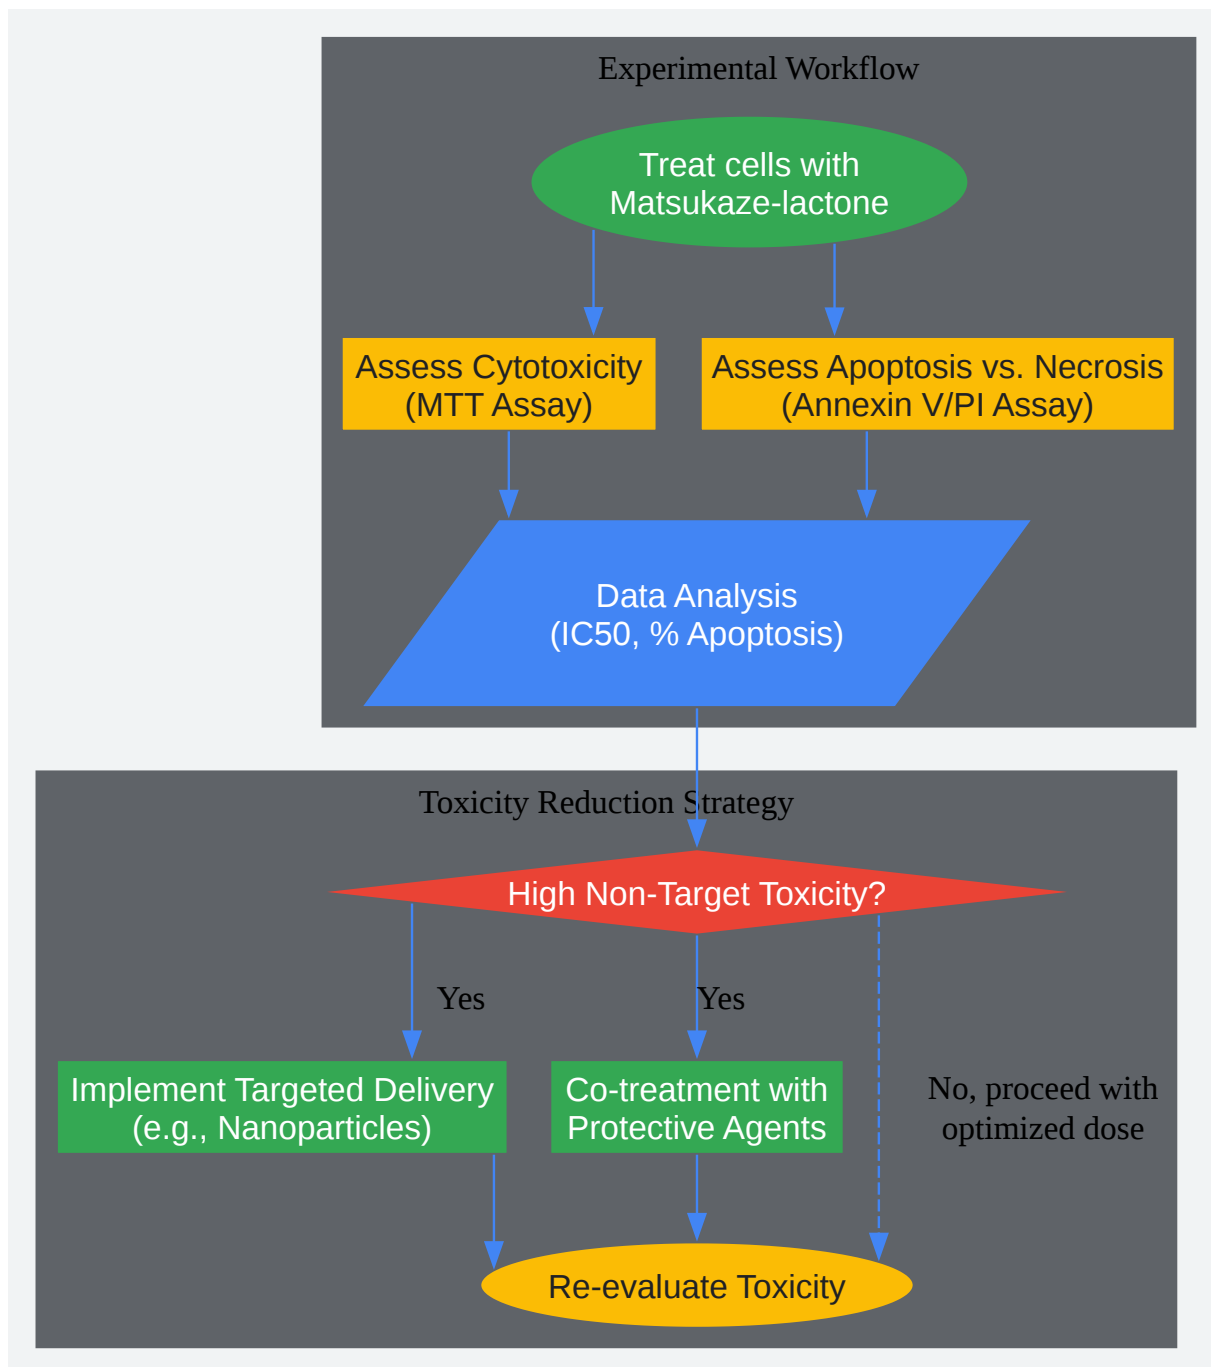 Experimental Workflow
Treat cells with
Matsukaze-lactone
Assess Cytotoxicity
(MTT Assay)
Assess Apoptosis vs. Necrosis
(Annexin V/PI Assay)
Data Analysis
(IC50, % Apoptosis)
Toxicity Reduction Strategy
High Non-Target Toxicity?
Yes
Yes
Implement Targeted Delivery
(e.g., Nanoparticles)
Co-treatment with
Protective Agents
No, proceed with
optimized dose
Re-evaluate Toxicity